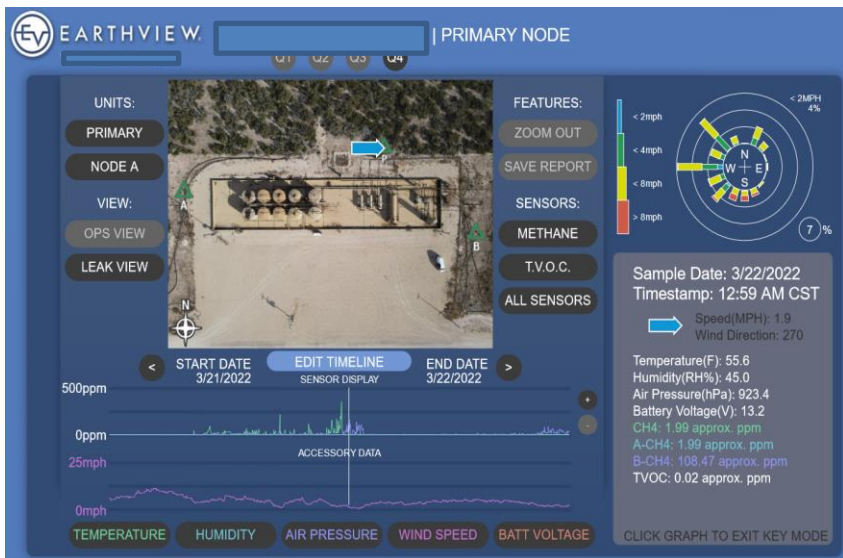 EV EARTHVIEW. | PRIMARY NODE
Q1 Q2 Q3 Q4
UNITS:
PRIMARY
NODE A
VIEW:
OPS VIEW
LEAK VIEW
P
A
B
N
FEATURES:
ZOOM OUT
SAVE REPORT
SENSORS:
METHANE
T.V.O.C.
ALL SENSORS
< 2mph
< 4mph
< 8mph
> 8mph
< 2MPH
4%
N
W E
S
7 %
Sample Date: 3/22/2022
Timestamp: 12:59 AM CST
Speed(MPH): 1.9
Wind Direction: 270
Temperature(F): 55.6
Humidity(RH%): 45.0
Air Pressure(hPa): 923.4
Battery Voltage(V): 13.2
CH4: 1.99 approx. ppm
A-CH4: 1.99 approx. ppm
B-CH4: 108.47 approx. ppm
TVOC: 0.02 approx. ppm
CLICK GRAPH TO EXIT KEY MODE
< START DATE EDIT TIMELINE END DATE >
3/21/2022 SENSOR DISPLAY 3/22/2022
500ppm
+
-
0ppm
ACCESSORY DATA
25mph
0mph
TEMPERATURE HUMIDITY AIR PRESSURE WIND SPEED BATT VOLTAGE